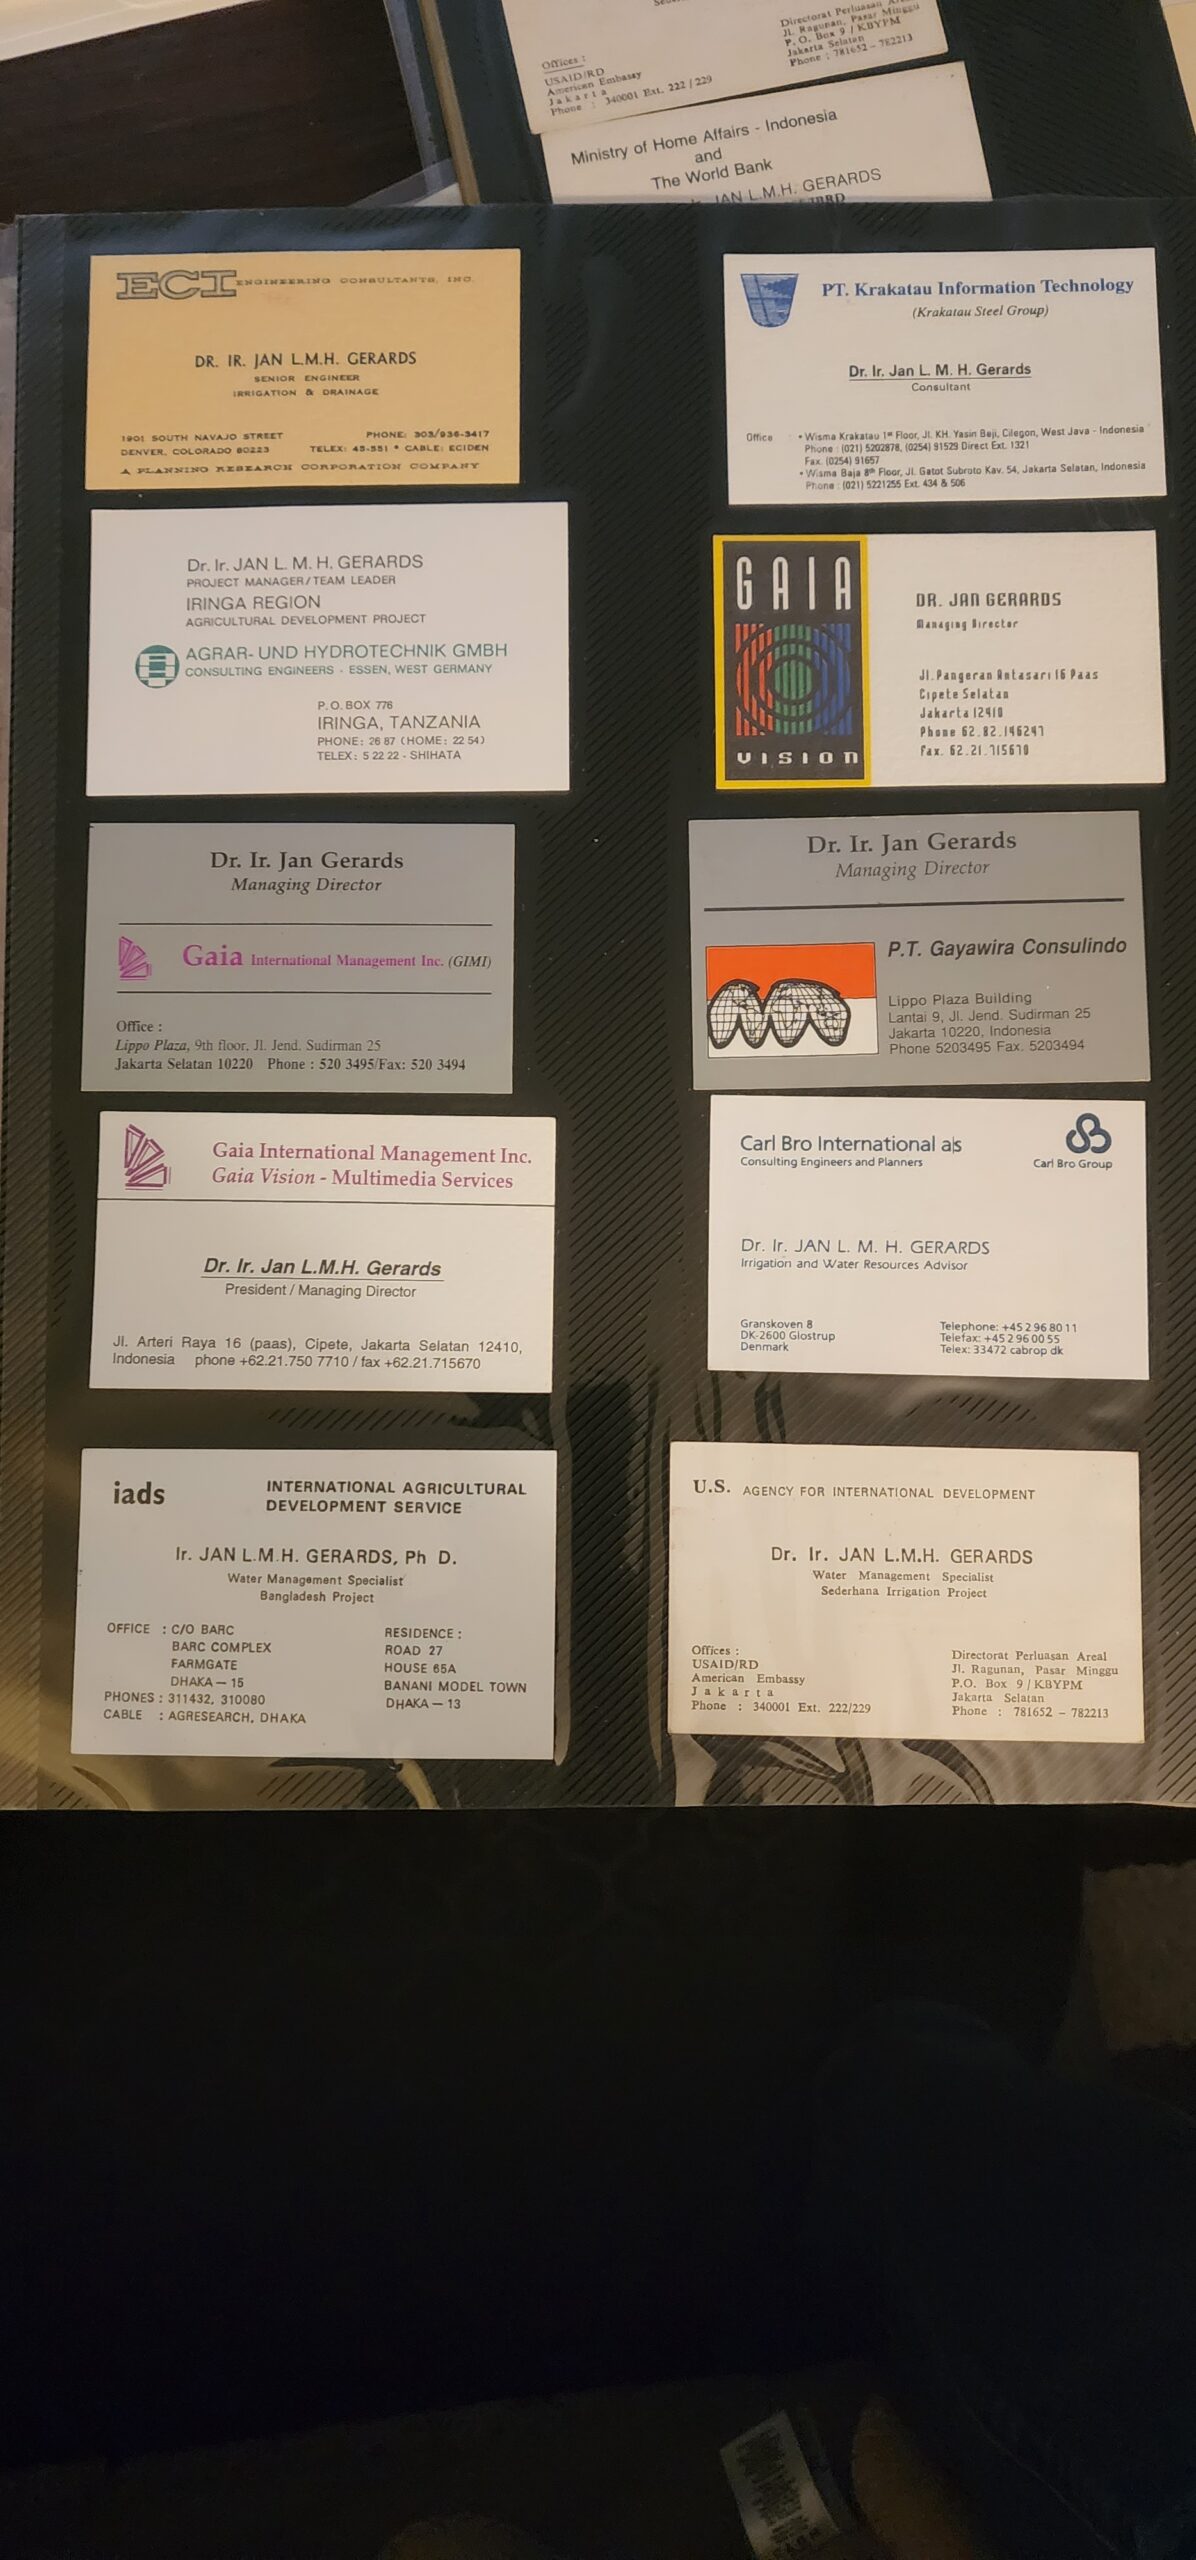 Directorat Perluasan Areal
Jl. Ragunan, Pasar Minggu
P. O. Box 9 / KBYPM
Jakarta Selatan
Phone : 781652 - 782213
Offices :
USAID/RD
American Embassy
Jakarta
Phone : 340001 Ext. 222 / 229
Ministry of Home Affairs - Indonesia
and
The World Bank
JAN L.M.H. GERARDS
ECI ENGINEERING CONSULTANTS, INC.
DR. IR. JAN L.M.H. GERARDS
SENIOR ENGINEER
IRRIGATION & DRAINAGE
1901 SOUTH NAVAJO STREET
DENVER, COLORADO 80223
PHONE: 303/936-3417
TELEX: 45-551 * CABLE: ECIDEN
A PLANNING RESEARCH CORPORATION COMPANY
PT. Krakatau Information Technology
(Krakatau Steel Group)
Dr. Ir. Jan L. M. H. Gerards
Consultant
Office : • Wisma Krakatau 1st Floor, Jl. KH. Yasin Beji, Cilegon, West Java - Indonesia
Phone : (021) 5202878, (0254) 91529 Direct Ext. 1321
Fax. (0254) 91657
• Wisma Baja 8th Floor, Jl. Gatot Subroto Kav. 54, Jakarta Selatan, Indonesia
Phone : (021) 5221255 Ext. 434 & 506
Dr. Ir. JAN L. M. H. GERARDS
PROJECT MANAGER/TEAM LEADER
IRINGA REGION
AGRICULTURAL DEVELOPMENT PROJECT
AGRAR- UND HYDROTECHNIK GMBH
CONSULTING ENGINEERS - ESSEN, WEST GERMANY
P.O. BOX 776
IRINGA, TANZANIA
PHONE: 26 87 (HOME: 22 54)
TELEX: 5 22 22 - SHIHATA
GAIA
VISION
DR. JAN GERARDS
Managing Director
Jl. Pangeran Antasari 16 Paas
Cipete Selatan
Jakarta 12410
Phone 62.82.146247
Fax. 62.21.715670
Dr. Ir. Jan Gerards
Managing Director
Gaia International Management Inc. (GIMI)
Office :
Lippo Plaza, 9th floor, Jl. Jend. Sudirman 25
Jakarta Selatan 10220 Phone : 520 3495/Fax: 520 3494
Dr. Ir. Jan Gerards
Managing Director
P.T. Gayawira Consulindo
Lippo Plaza Building
Lantai 9, Jl. Jend. Sudirman 25
Jakarta 10220, Indonesia
Phone 5203495 Fax. 5203494
Gaia International Management Inc.
Gaia Vision - Multimedia Services
Dr. Ir. Jan L.M.H. Gerards
President / Managing Director
Jl. Arteri Raya 16 (paas), Cipete, Jakarta Selatan 12410,
Indonesia phone +62.21.750 7710 / fax +62.21.715670
Carl Bro International a/s
Consulting Engineers and Planners
Carl Bro Group
Dr. Ir. JAN L. M. H. GERARDS
Irrigation and Water Resources Advisor
Granskoven 8
DK-2600 Glostrup
Denmark
Telephone: +45 2 96 80 11
Telefax: +45 2 96 00 55
Telex: 33472 cabrop dk
iads
INTERNATIONAL AGRICULTURAL
DEVELOPMENT SERVICE
Ir. JAN L.M.H. GERARDS, Ph D.
Water Management Specialist
Bangladesh Project
OFFICE : C/O BARC
BARC COMPLEX
FARMGATE
DHAKA — 15
PHONES : 311432, 310080
CABLE : AGRESEARCH, DHAKA
RESIDENCE :
ROAD 27
HOUSE 65A
BANANI MODEL TOWN
DHAKA — 13
U.S. AGENCY FOR INTERNATIONAL DEVELOPMENT
Dr. Ir. JAN L.M.H. GERARDS
Water Management Specialist
Sederhana Irrigation Project
Offices :
USAID/RD
American Embassy
Jakarta
Phone : 340001 Ext. 222/229
Directorat Perluasan Areal
Jl. Ragunan, Pasar Minggu
P.O. Box 9 / KBYPM
Jakarta Selatan
Phone : 781652 - 782213